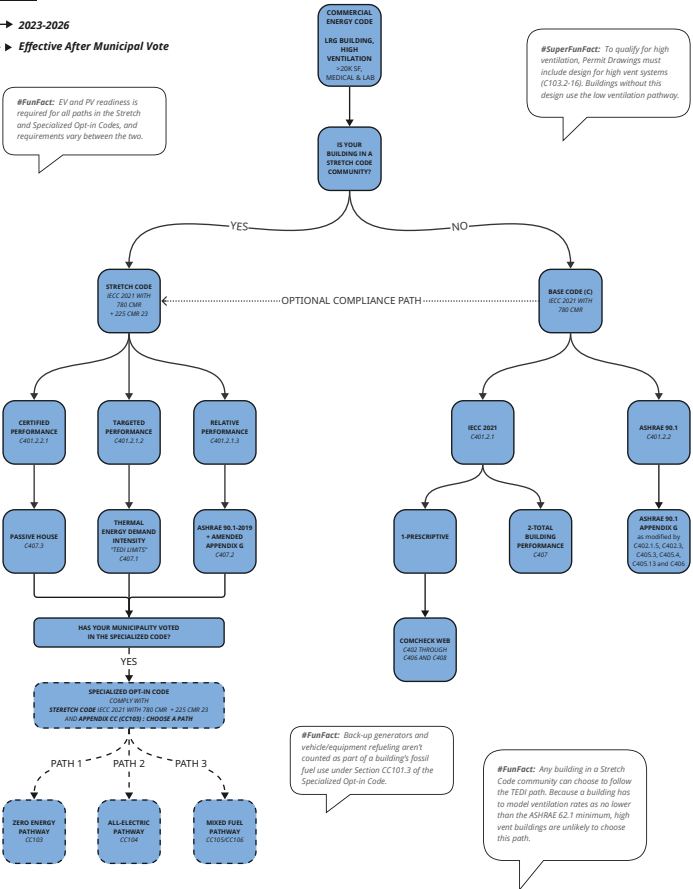 2023-2026
Effective After Municipal Vote
COMMERCIAL
ENERGY CODE
LRG BUILDING,
HIGH
VENTILATION
>20K SF,
MEDICAL & LAB
#SuperFunFact: To qualify for high
ventilation, Permit Drawings must
include design for high vent systems
(C103.2-16). Buildings without this
design use the low ventilation pathway.
#FunFact: EV and PV readiness is
required for all paths in the Stretch
and Specialized Opt-in Codes, and
requirements vary between the two.
IS YOUR
BUILDING IN A
STRETCH CODE
COMMUNITY?
YES
NO
STRETCH CODE
IECC 2021 WITH
780 CMR
+ 225 CMR 23
OPTIONAL COMPLIANCE PATH
BASE CODE (C)
IECC 2021 WITH
780 CMR
CERTIFIED
PERFORMANCE
C401.2.2.1
TARGETED
PERFORMANCE
C401.2.1.2
RELATIVE
PERFORMANCE
C401.2.1.3
IECC 2021
C401.2.1
ASHRAE 90.1
C401.2.2
PASSIVE HOUSE
C407.3
THERMAL
ENERGY DEMAND
INTENSITY
"TEDI LIMITS"
C407.1
ASHRAE 90.1-2019
+ AMENDED
APPENDIX G
C407.2
1-PRESCRIPTIVE
2-TOTAL
BUILDING
PERFORMANCE
C407
ASHRAE 90.1
APPENDIX G
as modified by
C402.1.5, C402.3,
C405.3, C405.4,
C405.13 and C406
HAS YOUR MUNICIPALITY VOTED
IN THE SPECIALIZED CODE?
COMCHECK WEB
C402 THROUGH
C406 AND C408
YES
SPECIALIZED OPT-IN CODE
COMPLY WITH
STERETCH CODE IECC 2021 WITH 780 CMR + 225 CMR 23
AND APPENDIX CC (CC103) : CHOOSE A PATH
PATH 1
PATH 2
PATH 3
ZERO ENERGY
PATHWAY
CC103
ALL-ELECTRIC
PATHWAY
CC104
MIXED FUEL
PATHWAY
CC105/CC106
#FunFact: Back-up generators and
vehicle/equipment refueling aren't
counted as part of a building's fossil
fuel use under Section CC101.3 of the
Specialized Opt-in Code.
#FunFact: Any building in a Stretch
Code community can choose to follow
the TEDI path. Because a building has
to model ventilation rates as no lower
than the ASHRAE 62.1 minimum, high
vent buildings are unlikely to choose
this path.